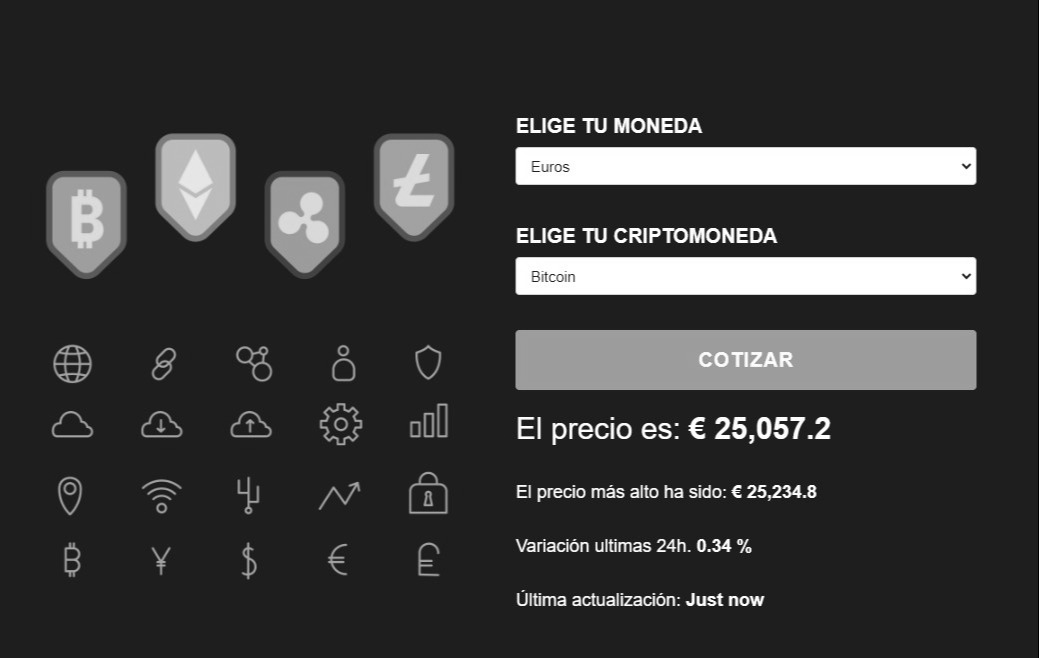 ELIGE TU MONEDA
Euros
ELIGE TU CRIPTOMONEDA
Bitcoin
COTIZAR
El precio es: € 25,057.2
El precio más alto ha sido: € 25,234.8
Variación ultimas 24h. 0.34 %
Última actualización: Just now